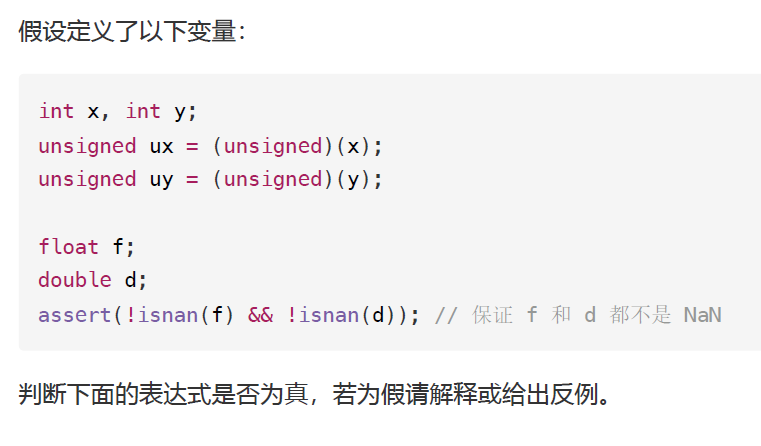 假设定义了以下变量：
int x, int y;
unsigned ux = (unsigned)(x);
unsigned uy = (unsigned)(y);
float f;
double d;
assert(!isnan(f) && !isnan(d)); // 保证 f 和 d 都不是 NaN
判断下面的表达式是否为真，若为假请解释或给出反例。